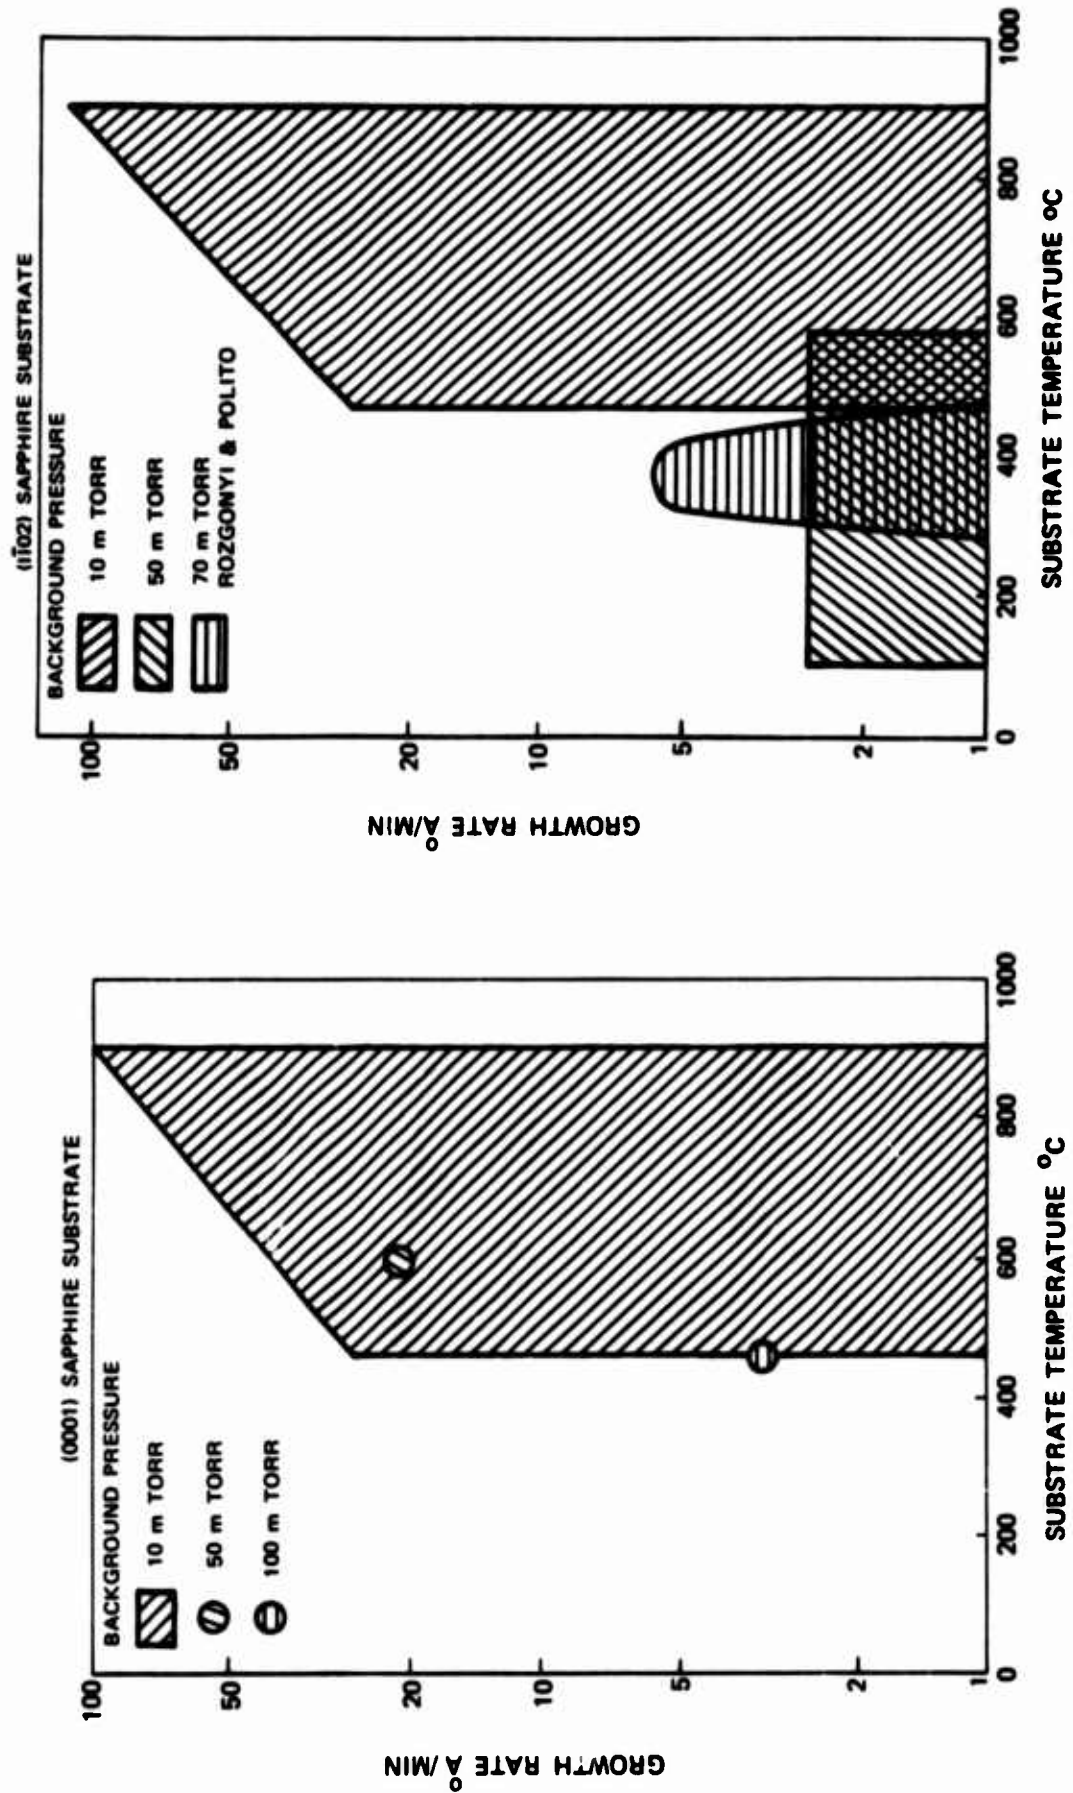 (0001) SAPPHIRE SUBSTRATE
BACKGROUND PRESSURE
10 m TORR
50 m TORR
100 m TORR
GROWTH RATE Å/MIN
100
50
20
10
5
2
1
0
200
400
600
800
1000
SUBSTRATE TEMPERATURE °C
(11̄02) SAPPHIRE SUBSTRATE
BACKGROUND PRESSURE
10 m TORR
50 m TORR
70 m TORR
ROZGONYI & POLITO
GROWTH RATE Å/MIN
100
50
20
10
5
2
1
0
200
400
600
800
1000
SUBSTRATE TEMPERATURE °C